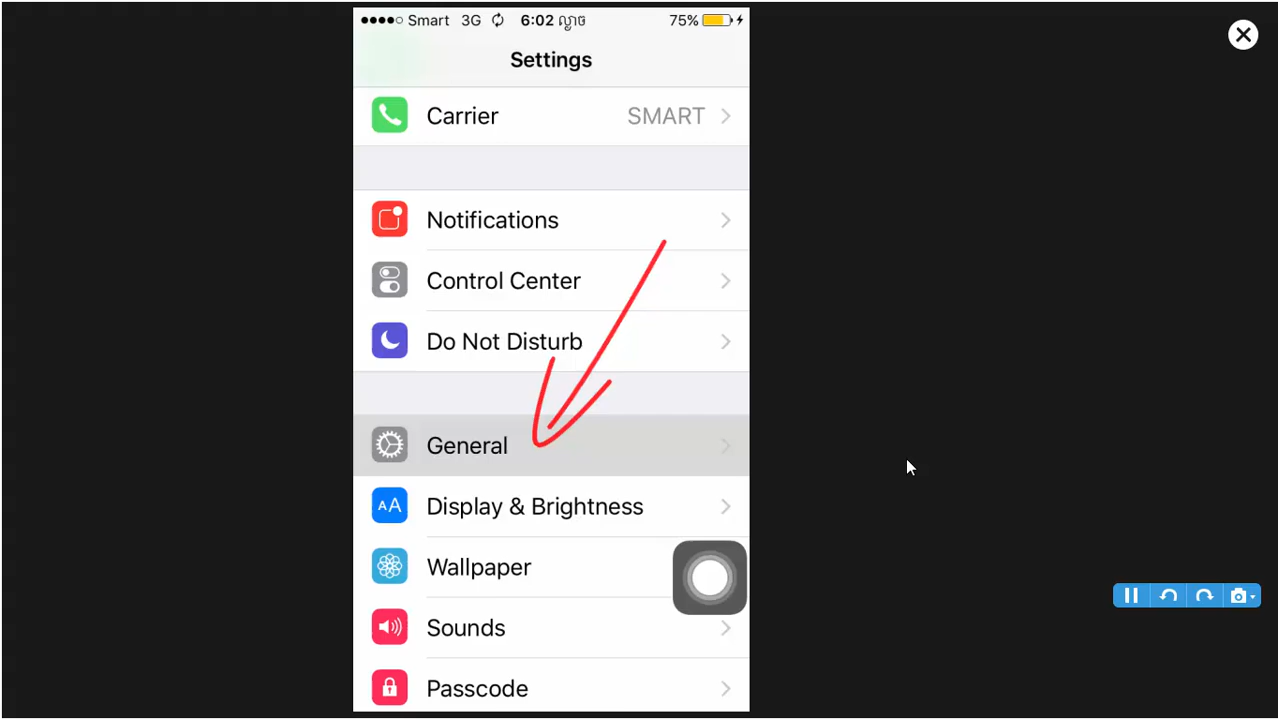 Smart 3G 6:02 ល្ងាច 75%
Settings
Carrier SMART
Notifications
Control Center
Do Not Disturb
General
AA Display & Brightness
Wallpaper
Sounds
Passcode